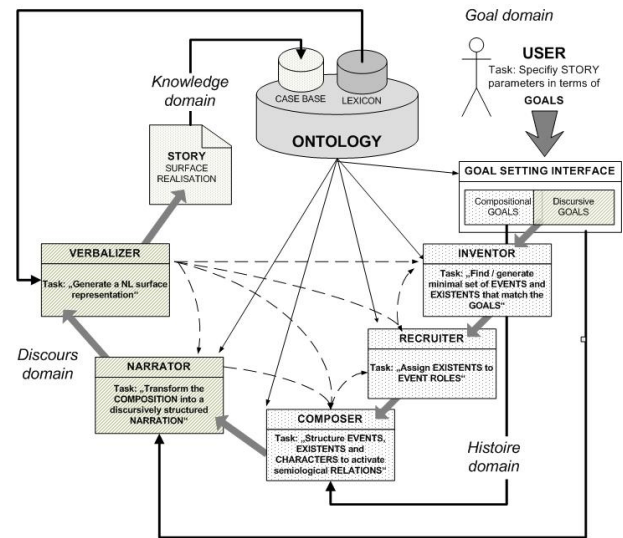 Goal domain
USER
Task: Specifiy STORY
parameters in terms of
GOALS
Knowledge
domain
CASE BASE
LEXICON
ONTOLOGY
STORY
SURFACE
REALISATION
GOAL SETTING INTERFACE
Compositional
GOALS
Discursive
GOALS
VERBALIZER
Task: „Generate a NL surface
representation“
INVENTOR
Task: „Find / generate
minimal set of EVENTS and
EXISTENTS that match the
GOALS“
RECRUITER
Task: „Assign EXISTENTS to
EVENT ROLES“
Discours
domain
NARRATOR
Task: „Transform the
COMPOSITION into a
discursively structured
NARRATION“
COMPOSER
Task: „Structure EVENTS,
EXISTENTS and
CHARACTERS to activate
semiological RELATIONS“
Histoire
domain